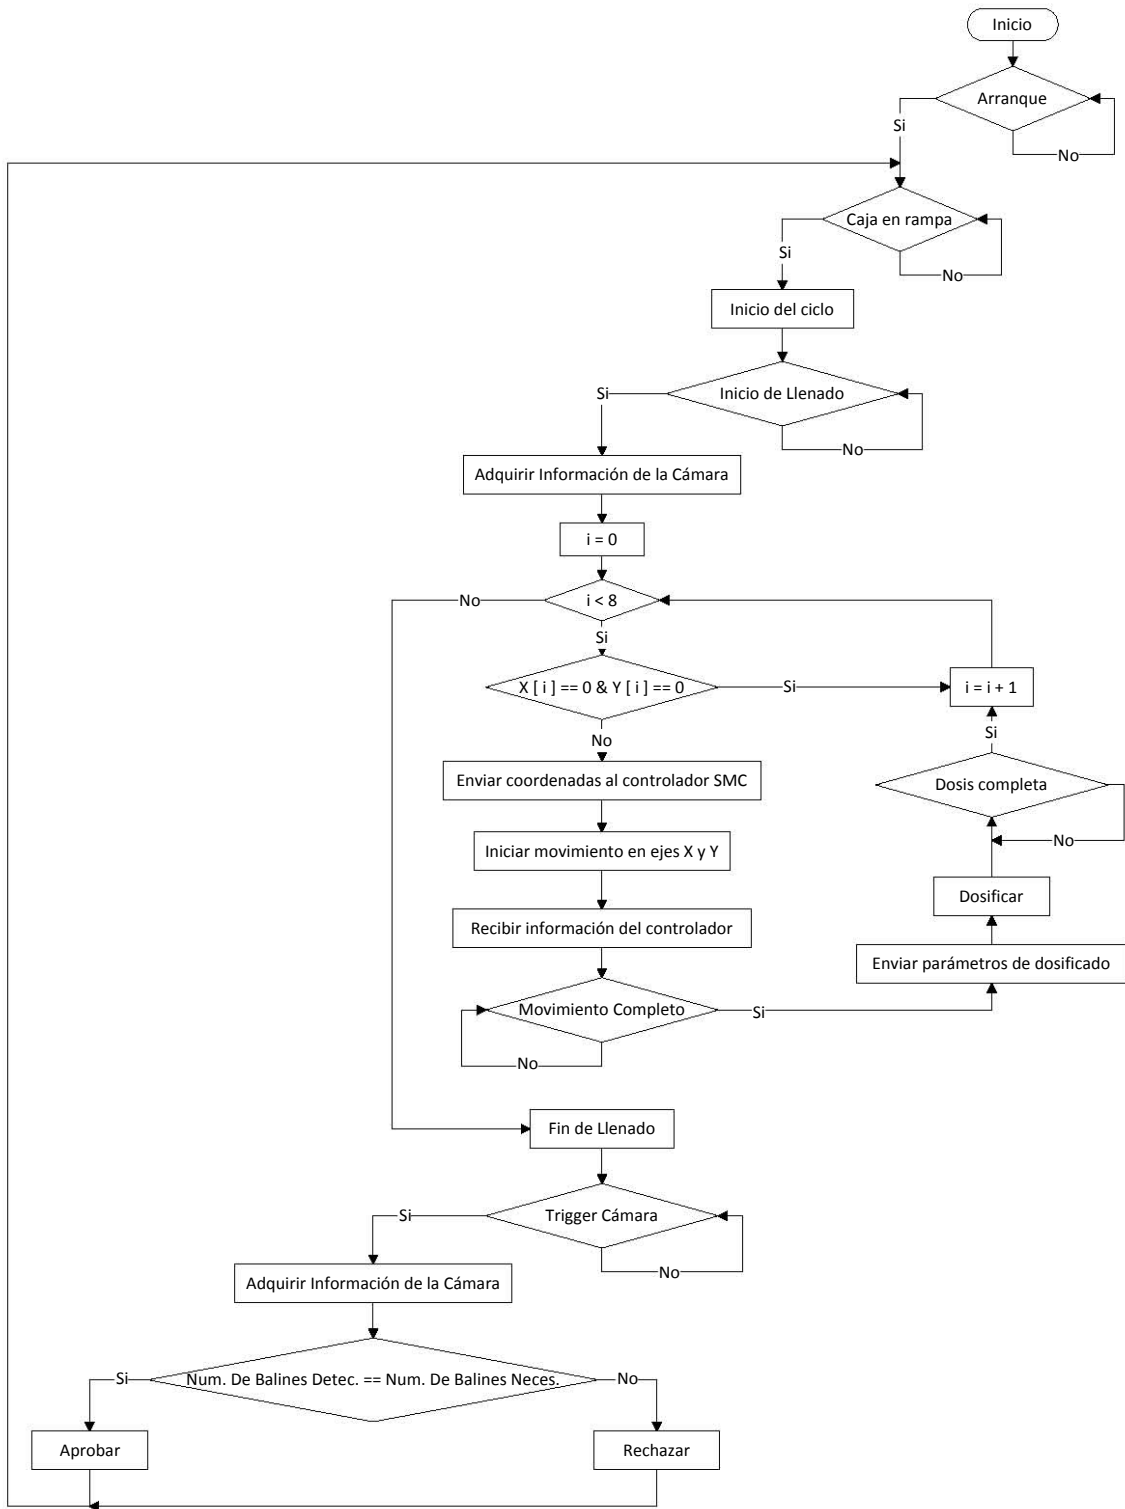 Inicio
Arranque
Si
No
Caja en rampa
Si
No
Inicio del ciclo
Inicio de Llenado
Si
No
Adquirir Información de la Cámara
i = 0
i < 8
No
Si
X [ i ] == 0 & Y [ i ] == 0
Si
i = i + 1
No
Si
Enviar coordenadas al controlador SMC
Dosis completa
Iniciar movimiento en ejes X y Y
No
Dosificar
Recibir información del controlador
Enviar parámetros de dosificado
Movimiento Completo
Si
No
Fin de Llenado
Trigger Cámara
Si
No
Adquirir Información de la Cámara
Num. De Balines Detec. == Num. De Balines Neces.
Si
No
Aprobar
Rechazar